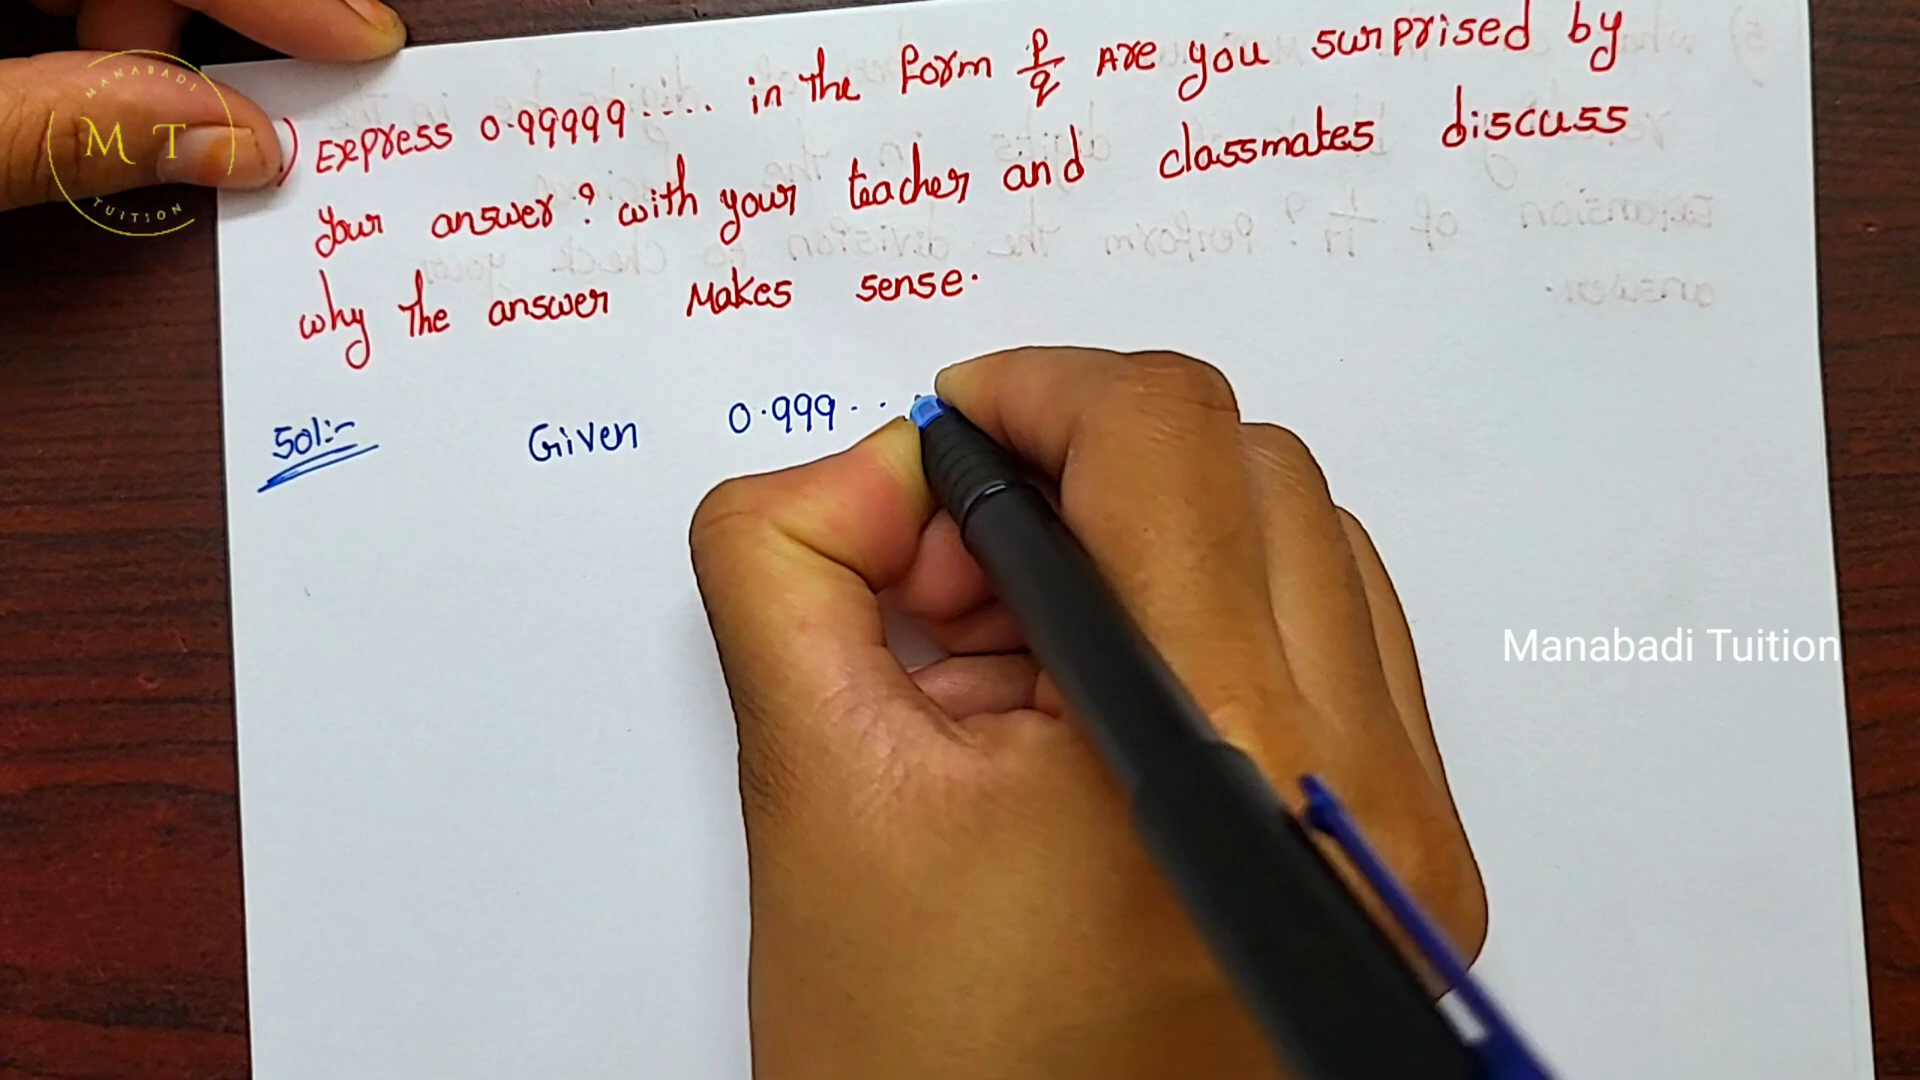 MANABADI
M T
TUITION
) Express 0.99999.... in the form p/q Are you surprised by
your answer? with your teacher and classmates discuss
why the answer Makes sense.
Sol:-
Given 0.999...
Manabadi Tuition